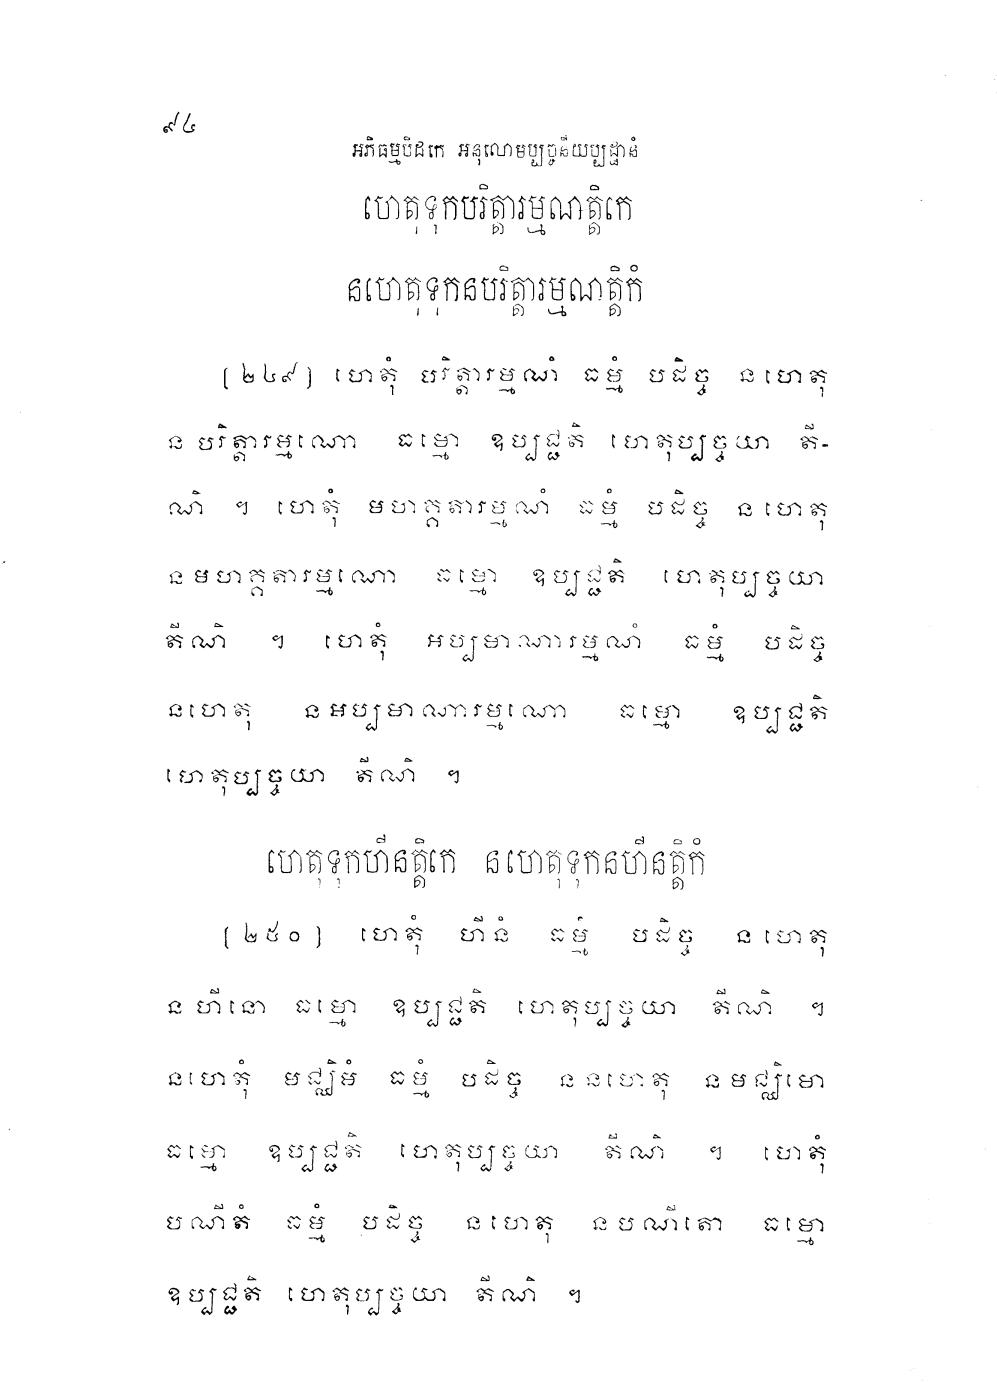 ៩៤
អភិធម្មបិដកេ អនុលោមប្បច្ចនីយប្បដ្ឋានំ
ហេតុទុកបរិត្តារម្មណត្តិកេ
នហេតុទុកនបរិត្តារម្មណត្តិកំ
[២៤៩] ហេតុំ បរិត្តារម្មណំ ធម្មំ បដិច្ច នហេតុ
នបរិត្តារម្មណោ ធម្មោ ឧប្បជ្ជតិ ហេតុប្បច្ចយា តី-
ណិ ។ ហេតុំ មហគ្គតារម្មណំ ធម្មំ បដិច្ច នហេតុ
នមហគ្គតារម្មណោ ធម្មោ ឧប្បជ្ជតិ ហេតុប្បច្ចយា
តីណិ ។ ហេតុំ អប្បមាណារម្មណំ ធម្មំ បដិច្ច
នហេតុ នអប្បមាណារម្មណោ ធម្មោ ឧប្បជ្ជតិ
ហេតុប្បច្ចយា តីណិ ។
ហេតុទុកហីនត្តិកេ នហេតុទុកនហីនត្តិកំ
[២៥០] ហេតុំ ហីនំ ធម្មំ បដិច្ច នហេតុ
នហីនោ ធម្មោ ឧប្បជ្ជតិ ហេតុប្បច្ចយា តីណិ ។
នហេតុំ មជ្ឈិមំ ធម្មំ បដិច្ច ននហេតុ នមជ្ឈិមោ
ធម្មោ ឧប្បជ្ជតិ ហេតុប្បច្ចយា តីណិ ។ ហេតុំ
បណីតំ ធម្មំ បដិច្ច នហេតុ នបណីតោ ធម្មោ
ឧប្បជ្ជតិ ហេតុប្បច្ចយា តីណិ ។